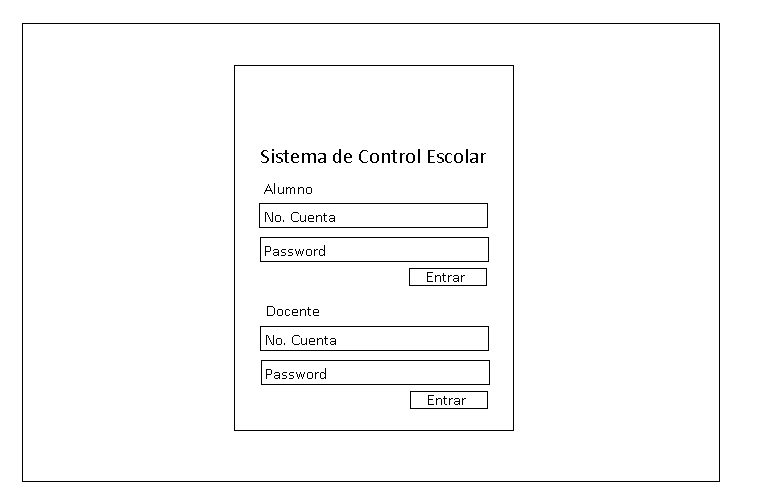 Sistema de Control Escolar
Alumno
No. Cuenta
Password
Entrar
Docente
No. Cuenta
Password
Entrar